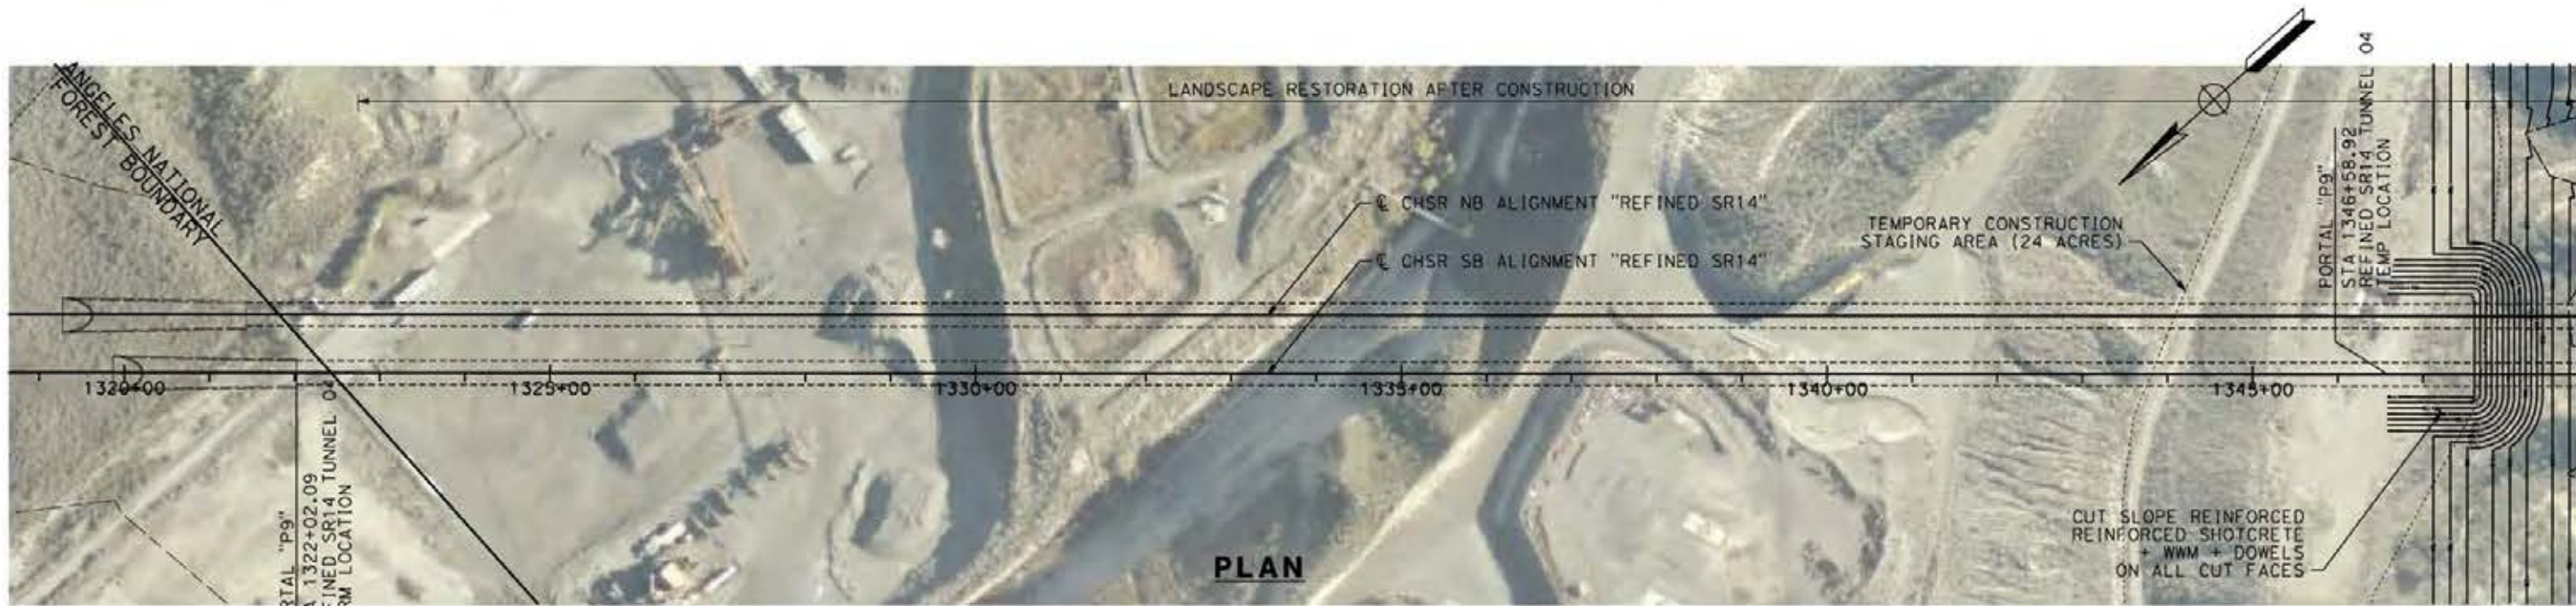 ANGELES NATIONAL
FOREST BOUNDARY
LANDSCAPE RESTORATION AFTER CONSTRUCTION
℄ CHSR NB ALIGNMENT "REFINED SR14"
℄ CHSR SB ALIGNMENT "REFINED SR14"
TEMPORARY CONSTRUCTION
STAGING AREA (24 ACRES)
PORTAL "P9"
STA 1346+58.92
REFINED SR14 TUNNEL 04
TEMP LOCATION
1320+00
1325+00
1330+00
1335+00
1340+00
1345+00
RTAL "P9"
A 1322+02.09
FINED SR14 TUNNEL 04
RM LOCATION
CUT SLOPE REINFORCED
REINFORCED SHOTCRETE
+ WWM + DOWELS
ON ALL CUT FACES
PLAN